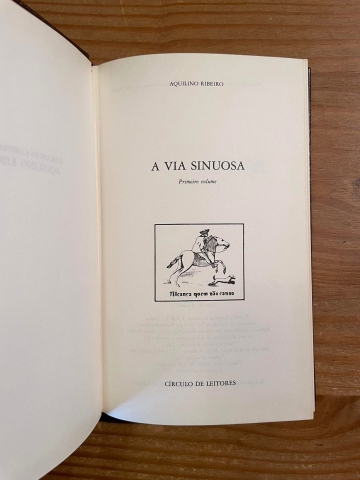 AQUILINO RIBEIRO
A VIA SINUOSA
Primeiro volume
Alcança quem não cansa
CÍRCULO DE LEITORES